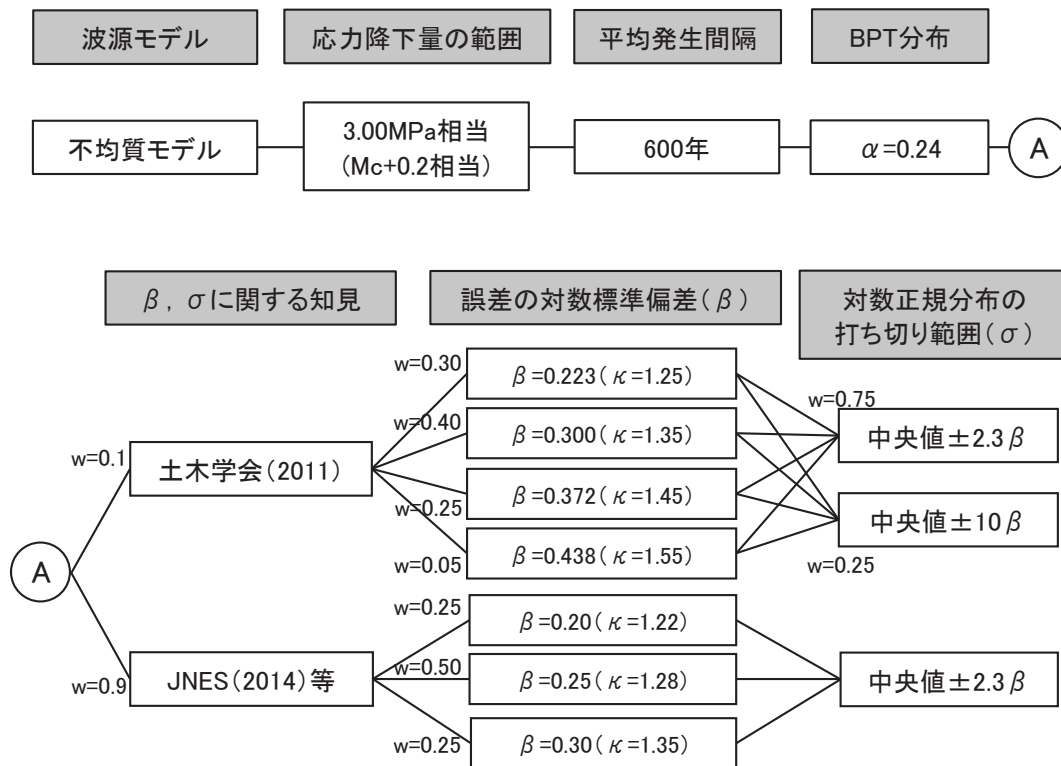 波源モデル
応力降下量の範囲
平均発生間隔
BPT分布
不均質モデル
3.00MPa相当
(Mc+0.2相当)
600年
α=0.24
A
β，σに関する知見
誤差の対数標準偏差(β)
対数正規分布の
打ち切り範囲(σ)
w=0.30
β=0.223(κ=1.25)
w=0.75
w=0.40
β=0.300(κ=1.35)
中央値±2.3β
w=0.1
土木学会(2011)
β=0.372(κ=1.45)
w=0.25
中央値±10β
β=0.438(κ=1.55)
w=0.05
w=0.25
A
w=0.25
β=0.20(κ=1.22)
w=0.50
w=0.9
JNES(2014)等
β=0.25(κ=1.28)
中央値±2.3β
w=0.25
β=0.30(κ=1.35)